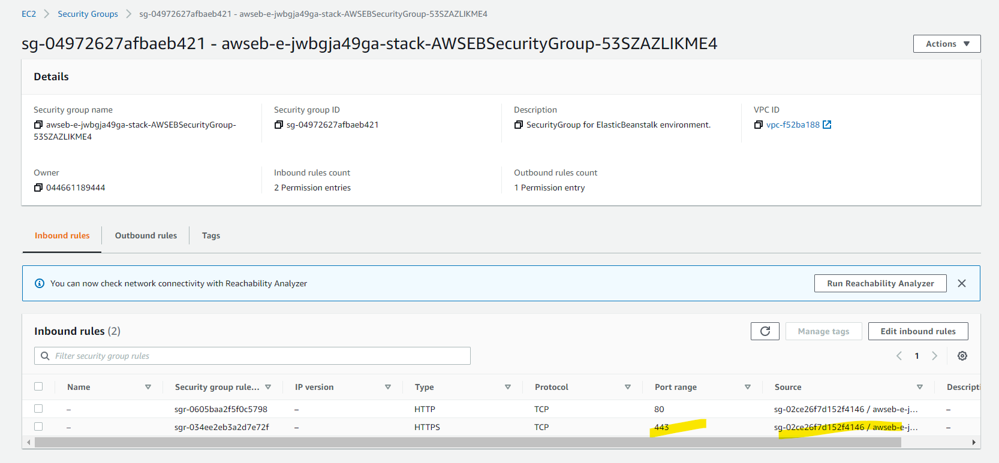 EC2 > Security Groups > sg-04972627afbaeb421 - awseb-e-jwbgja49ga-stack-AWSEBSecurityGroup-53SZAZLIKME4
sg-04972627afbaeb421 - awseb-e-jwbgja49ga-stack-AWSEBSecurityGroup-53SZAZLIKME4
Actions
Details
Security group name
awseb-e-jwbgja49ga-stack-AWSEBSecurityGroup-
53SZAZLIKME4
Security group ID
sg-04972627afbaeb421
Description
SecurityGroup for ElasticBeanstalk environment.
VPC ID
vpc-f52ba188
Owner
044661189444
Inbound rules count
2 Permission entries
Outbound rules count
1 Permission entry
Inbound rules Outbound rules Tags
You can now check network connectivity with Reachability Analyzer
Run Reachability Analyzer
Inbound rules (2)
Manage tags
Edit inbound rules
Filter security group rules
1
Name Security group rule... IP version Type Protocol Port range Source Descripti
– sgr-0605baa2f5f0c5798 – HTTP TCP 80 sg-02ce26f7d152f4146 / awseb-e-j... –
– sgr-034ee2eb3a2d7e72f – HTTPS TCP 443 sg-02ce26f7d152f4146 / awseb-e-j... –